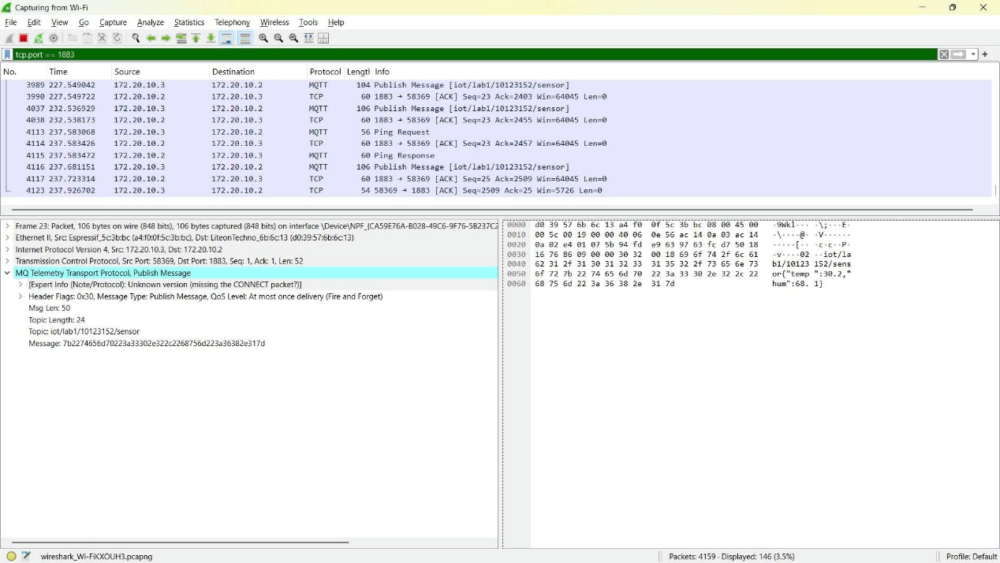 Capturing from Wi-Fi
File Edit View Go Capture Analyze Statistics Telephony Wireless Tools Help
tcp.port == 1883
No. Time Source Destination Protocol Length Info
3989 227.549042 172.20.10.3 172.20.10.2 MQTT 104 Publish Message [iot/lab1/10123152/sensor]
3990 227.549722 172.20.10.2 172.20.10.3 TCP 60 1883 → 58369 [ACK] Seq=23 Ack=2403 Win=64045 Len=0
4037 232.536929 172.20.10.3 172.20.10.2 MQTT 106 Publish Message [iot/lab1/10123152/sensor]
4038 232.538173 172.20.10.2 172.20.10.3 TCP 60 1883 → 58369 [ACK] Seq=23 Ack=2455 Win=64045 Len=0
4113 237.583068 172.20.10.3 172.20.10.2 MQTT 56 Ping Request
4114 237.583426 172.20.10.2 172.20.10.3 TCP 60 1883 → 58369 [ACK] Seq=23 Ack=2457 Win=64045 Len=0
4115 237.583472 172.20.10.2 172.20.10.3 MQTT 60 Ping Response
4116 237.681151 172.20.10.3 172.20.10.2 MQTT 106 Publish Message [iot/lab1/10123152/sensor]
4117 237.723314 172.20.10.2 172.20.10.3 TCP 60 1883 → 58369 [ACK] Seq=25 Ack=2509 Win=64045 Len=0
4123 237.926702 172.20.10.3 172.20.10.2 TCP 54 58369 → 1883 [ACK] Seq=2509 Ack=25 Win=5726 Len=0
Frame 23: Packet, 106 bytes on wire (848 bits), 106 bytes captured (848 bits) on interface \Device\NPF_{CA59E76A-B028-49C6-9F76-5B237C2
Ethernet II, Src: Espressif_5c:3b:bc (a4:f0:0f:5c:3b:bc), Dst: LiteonTechno_6b:6c:13 (d0:39:57:6b:6c:13)
Internet Protocol Version 4, Src: 172.20.10.3, Dst: 172.20.10.2
Transmission Control Protocol, Src Port: 58369, Dst Port: 1883, Seq: 1, Ack: 1, Len: 52
MQ Telemetry Transport Protocol, Publish Message
[Expert Info (Note/Protocol): Unknown version (missing the CONNECT packet?)]
Header Flags: 0x30, Message Type: Publish Message, QoS Level: At most once delivery (Fire and Forget)
Msg Len: 50
Topic Length: 24
Topic: iot/lab1/10123152/sensor
Message: 7b2274656d70223a33302e322c2268756d223a36382e317d
0000 d0 39 57 6b 6c 13 a4 f0 0f 5c 3b bc 08 00 45 00 ·9Wkl··· ·\;···E·
0010 00 5c 00 19 00 00 40 06 0e 56 ac 14 0a 03 ac 14 ·\····@· ·V······
0020 0a 02 e4 01 07 5b 94 fd e9 63 97 63 fc d7 50 18 ·····[·· ·c·c··P·
0030 16 76 86 09 00 00 30 32 00 18 69 6f 74 2f 6c 61 ·v····02 ··iot/la
0040 62 31 2f 31 30 31 32 33 31 35 32 2f 73 65 6e 73 b1/10123 152/sens
0050 6f 72 7b 22 74 65 6d 70 22 3a 33 30 2e 32 2c 22 or{"temp ":30.2,"
0060 68 75 6d 22 3a 36 38 2e 31 7d hum":68. 1}
wireshark_Wi-FiKXOUH3.pcapng Packets: 4159 · Displayed: 146 (3.5%) Profile: Default